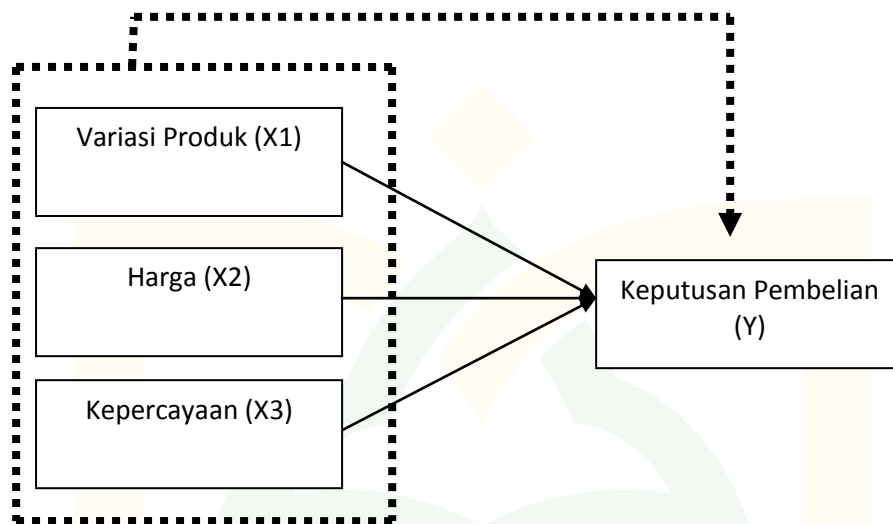 Variasi Produk (X1)
Harga (X2)
Kepercayaan (X3)
Keputusan Pembelian
(Y)